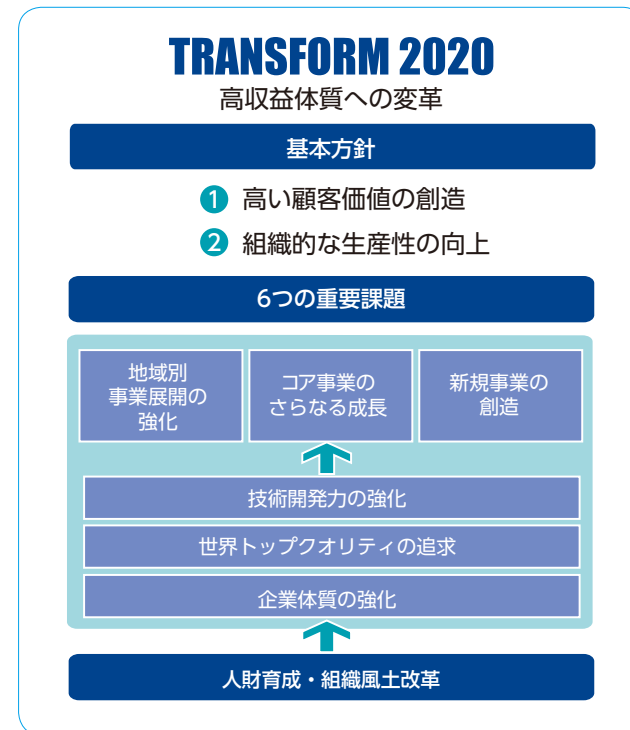 TRANSFORM 2020
高収益体質への変革
基本方針
1 高い顧客価値の創造
2 組織的な生産性の向上
6つの重要課題
地域別
事業展開の
強化
コア事業の
さらなる成長
新規事業の
創造
技術開発力の強化
世界トップクオリティの追求
企業体質の強化
人財育成・組織風土改革